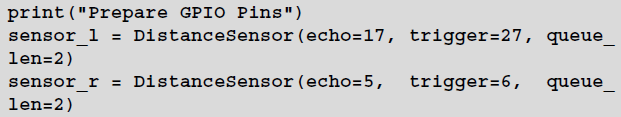 print("Prepare GPIO Pins")
sensor_l = DistanceSensor(echo=17, trigger=27, queue_
len=2)
sensor_r = DistanceSensor(echo=5,  trigger=6,  queue_
len=2)